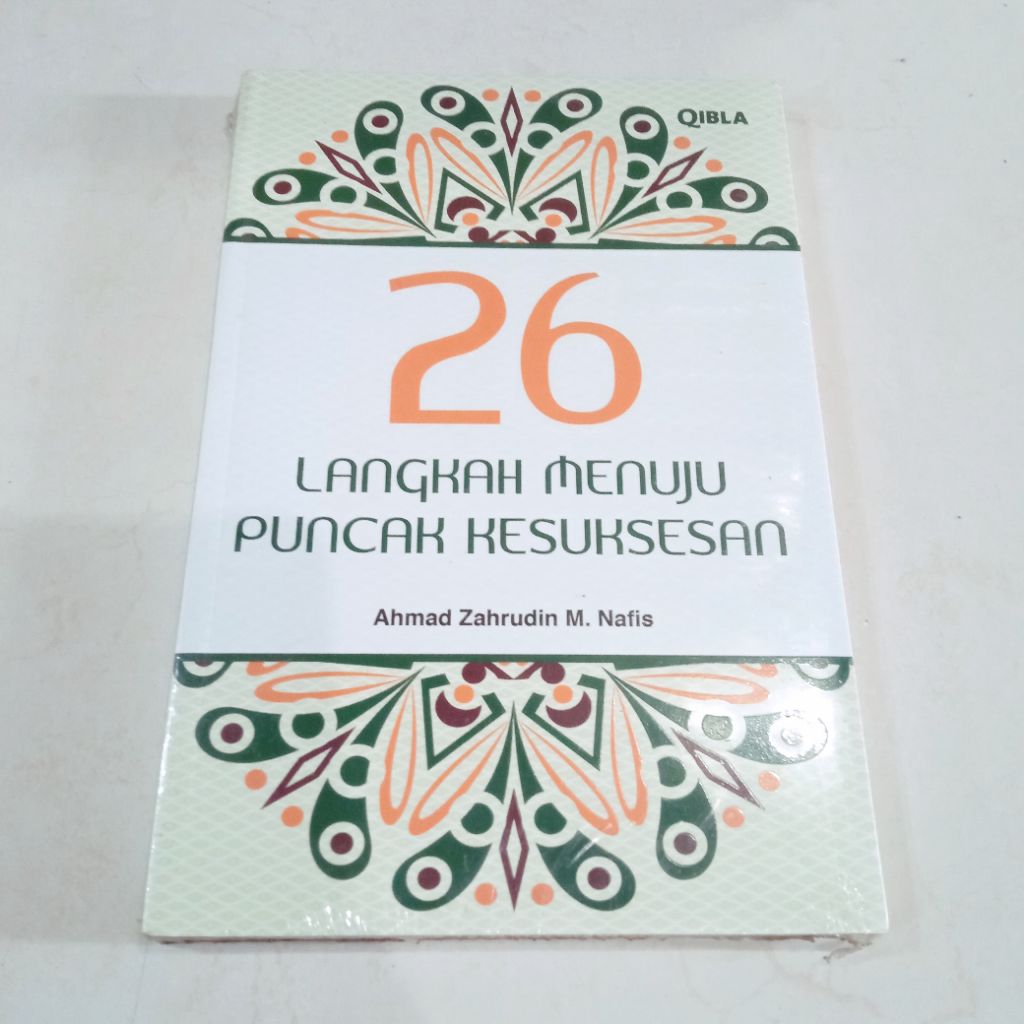 QIBLA
26
LANGKAH MENUJU
PUNCAK KESUKSESAN
Ahmad Zahrudin M. Nafis